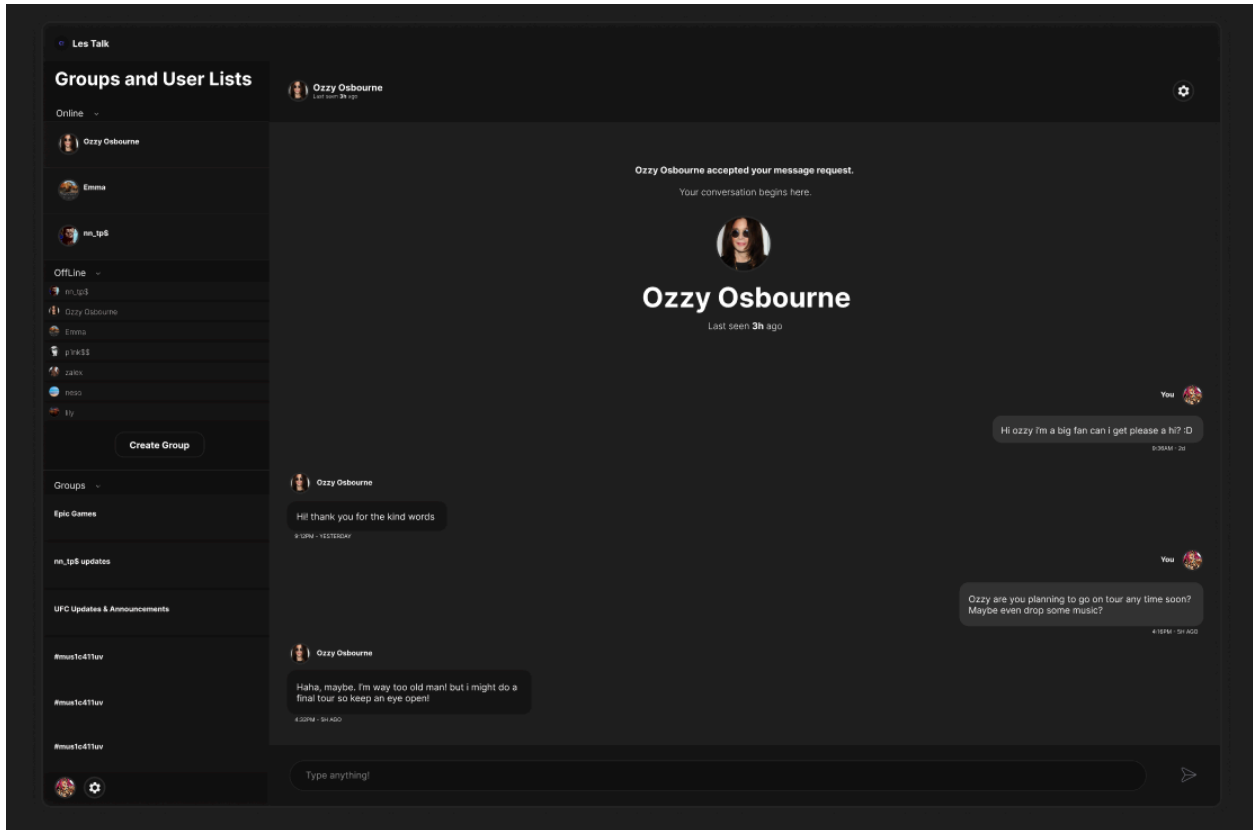 Les Talk
Groups and User Lists
Online
Ozzy Osbourne
Emma
nn_tp$
OffLine
nn_tp$
Ozzy Osbourne
Emma
p1nk$$
zalex
neso
lily
Create Group
Groups
Epic Games
nn_tp$ updates
UFC Updates & Announcements
#mus1c411uv
#mus1c411uv
#mus1c411uv
Ozzy Osbourne
Last seen 3h ago
Ozzy Osbourne accepted your message request.
Your conversation begins here.
Ozzy Osbourne
Last seen 3h ago
You
Hi ozzy i'm a big fan can i get please a hi? :D
9:36AM - 2d
Ozzy Osbourne
Hi! thank you for the kind words
9:12PM - YESTERDAY
You
Ozzy are you planning to go on tour any time soon?
Maybe even drop some music?
4:15PM - 5H AGO
Ozzy Osbourne
Haha, maybe. I'm way too old man! but i might do a
final tour so keep an eye open!
4:33PM - 5H AGO
Type anything!